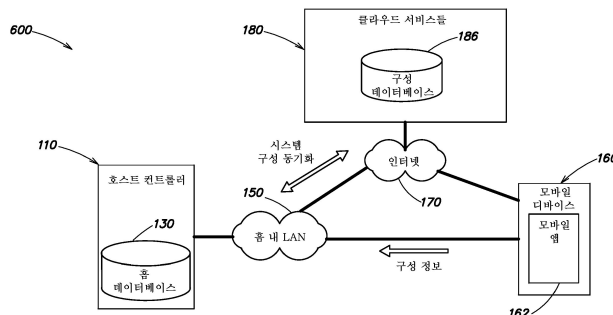 600
180
클라우드 서비스들
186
구성
데이터베이스
시스템
구성 동기화
인터넷
170
110
호스트 컨트롤러
130
홈
데이터베이스
150
홈 내 LAN
구성 정보
160
모바일
디바이스
모바일
앱
162